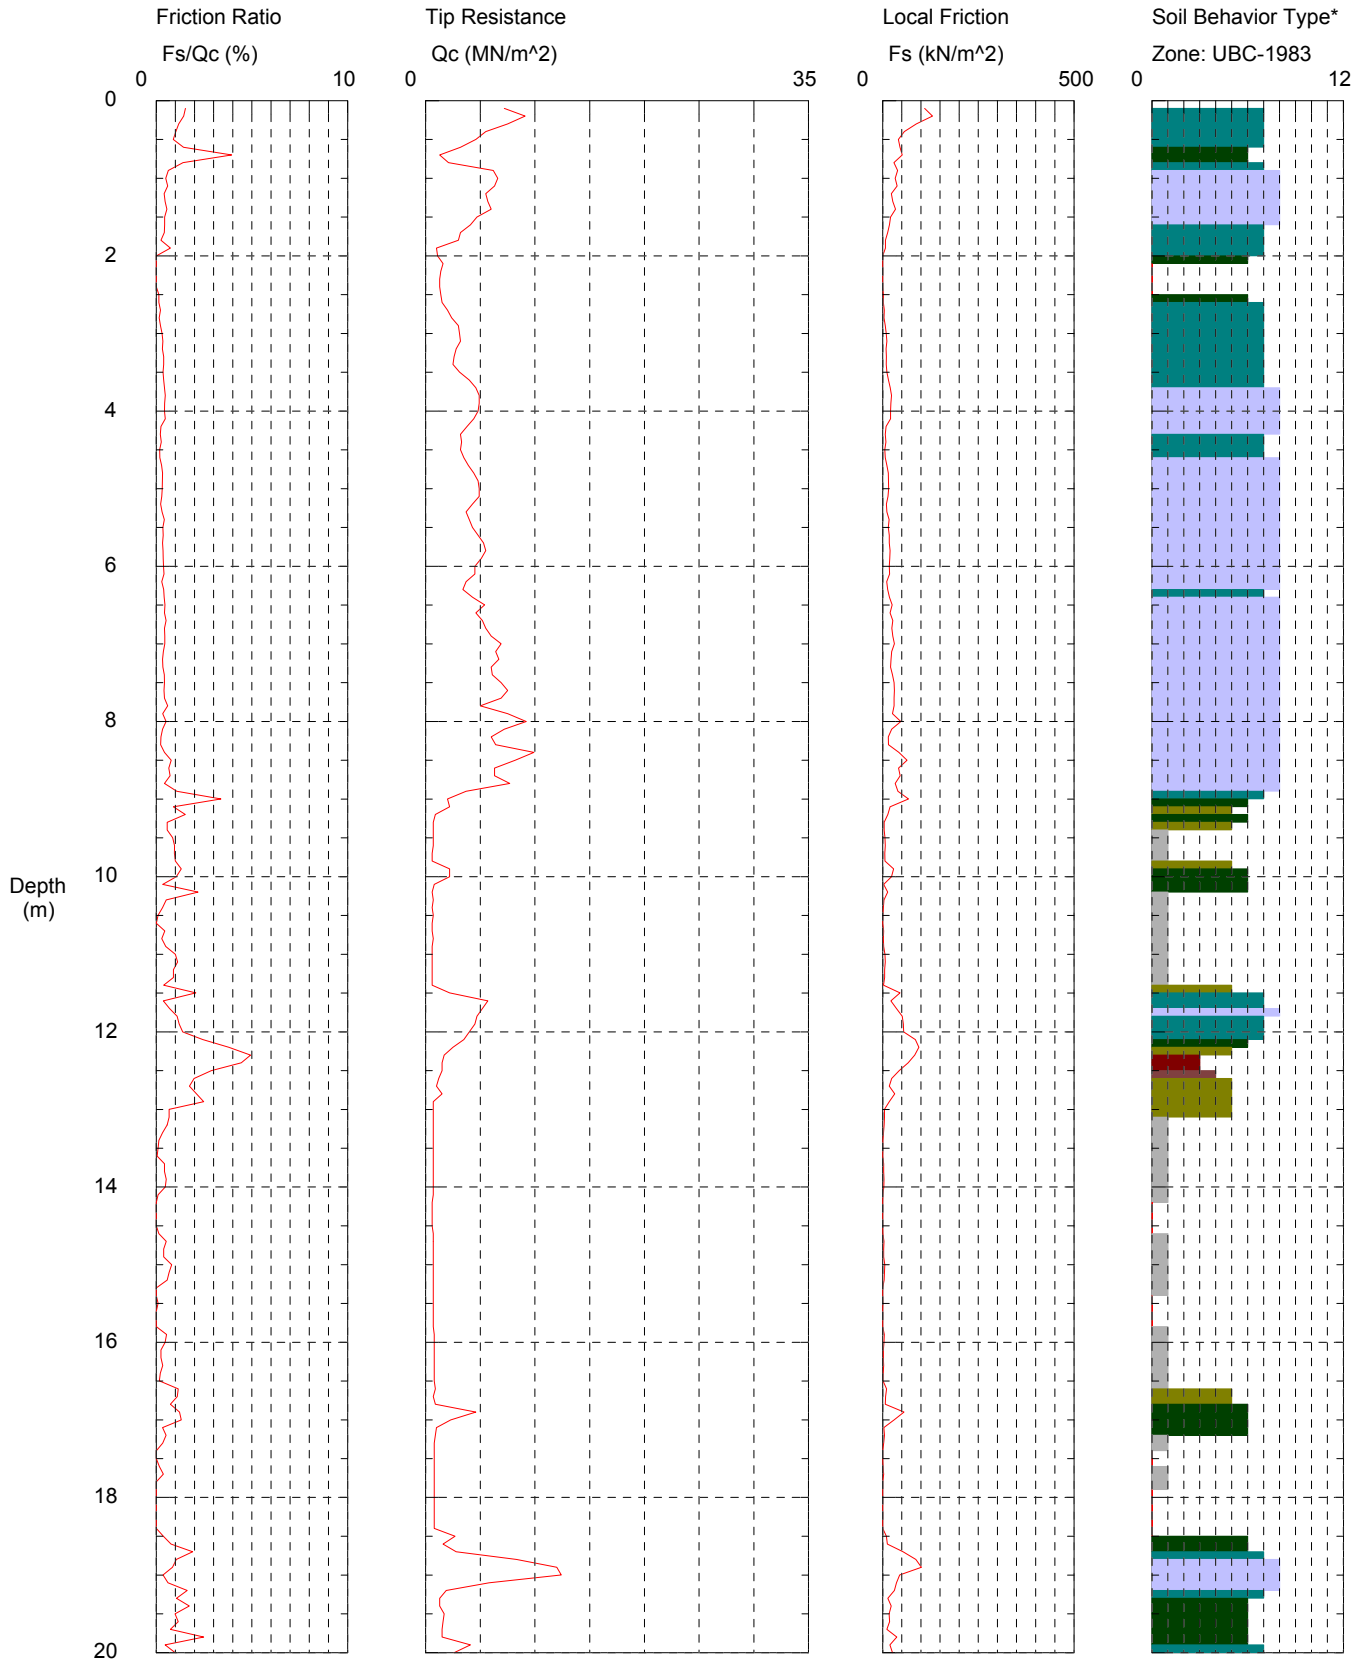 Friction Ratio Tip Resistance Local Friction Soil Behavior Type*
Fs/Qc (%) Qc (MN/m^2) Fs (kN/m^2) Zone: UBC-1983
0 10 0 35 0 500 0 12
0
2
4
6
8
10
Depth
(m)
12
14
16
18
20